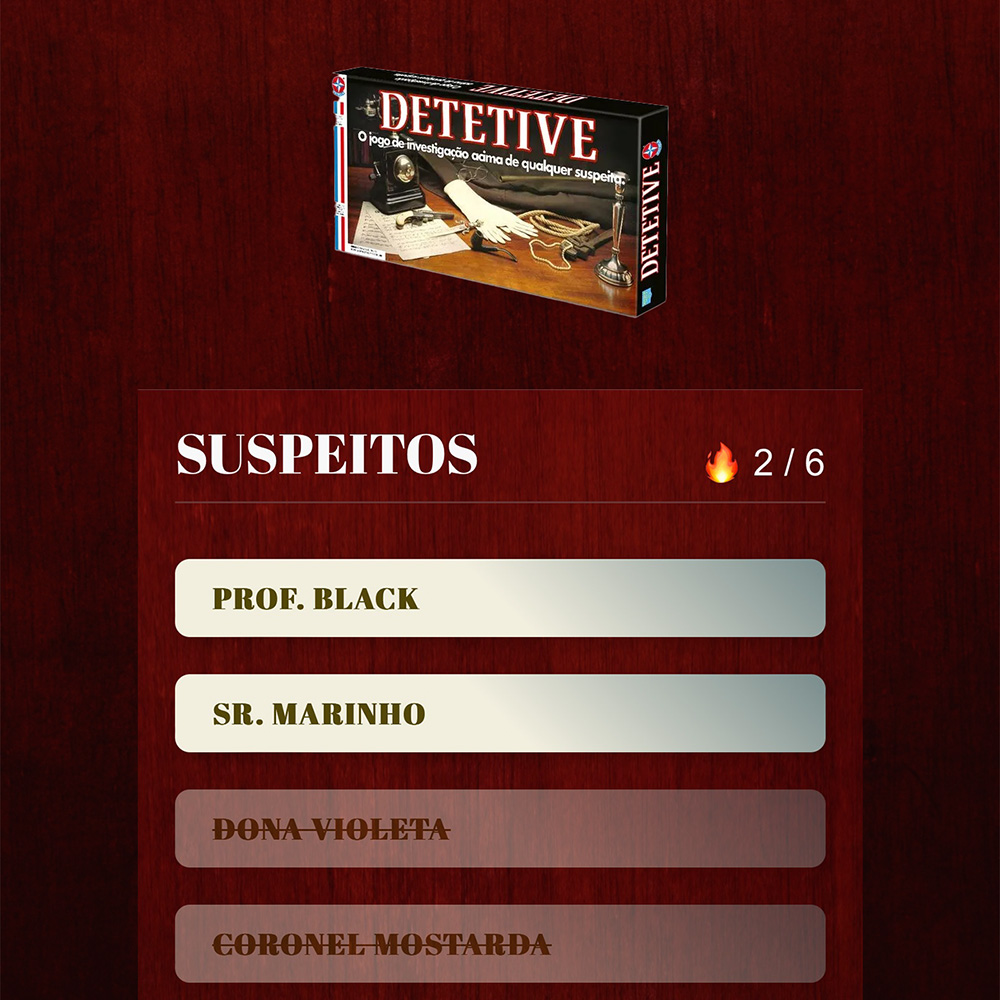 DETETIVE
DETETIVE
O jogo de investigação acima de qualquer suspeita.
DETETIVE
SUSPEITOS
🔥 2 / 6
PROF. BLACK
SR. MARINHO
DONA VIOLETA
CORONEL MOSTARDA